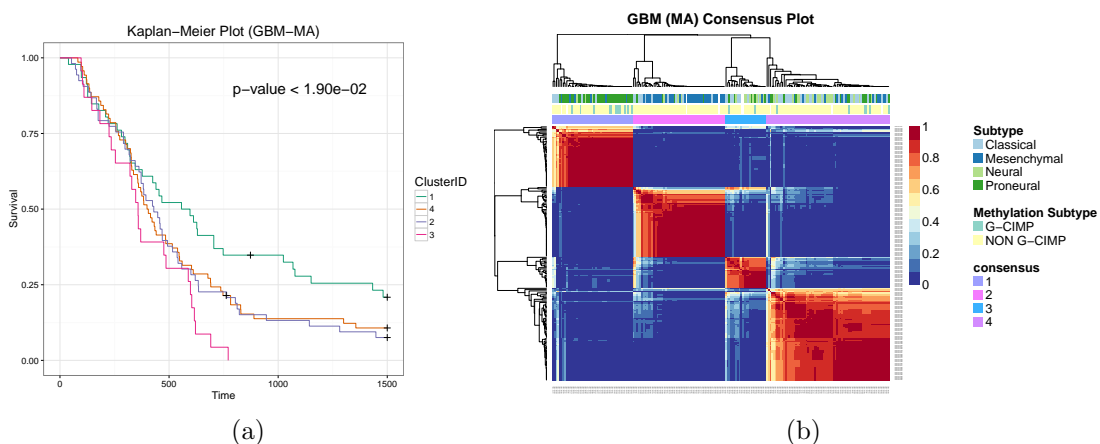 Kaplan−Meier Plot (GBM−MA)
p-value < 1.90e−02
1.00
0.75
0.50
0.25
0.00
Survival
0
500
1000
1500
Time
ClusterID
1
4
2
3
(a)
GBM (MA) Consensus Plot
1
0.8
0.6
0.4
0.2
0
Subtype
Classical
Mesenchymal
Neural
Proneural
Methylation Subtype
G−CIMP
NON G−CIMP
consensus
1
2
3
4
(b)